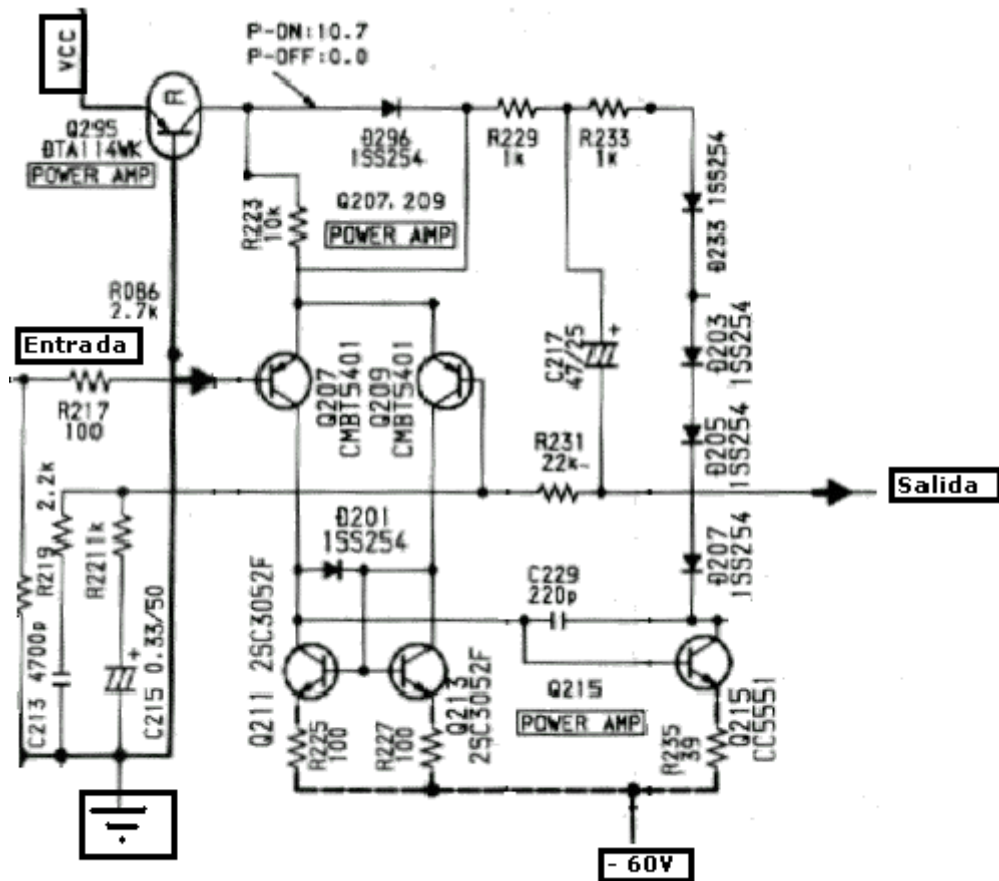 P-ON:10.7
P-OFF:0.0
VCC
Q295
DTA114WK
POWER AMP
D296
1SS254
R229
1k
R233
1k
D233 1SS254
R223
10k
Q207, 209
POWER AMP
RD86
2.7k
Entrada
R217
100
Q207
CMBT5401
Q209
CMBT5401
C217
47/25
+
D203
1SS254
D205
1SS254
R231
22k
Salida
R219 2.2k
R221 1k
D201
1SS254
D207
1SS254
C229
220p
C213 4700p
C215 0.33/50
+
Q211 2SC3052F
Q213
2SC3052F
R225
100
R227
100
Q215
POWER AMP
R235
39
Q215
CC5551
- 60V